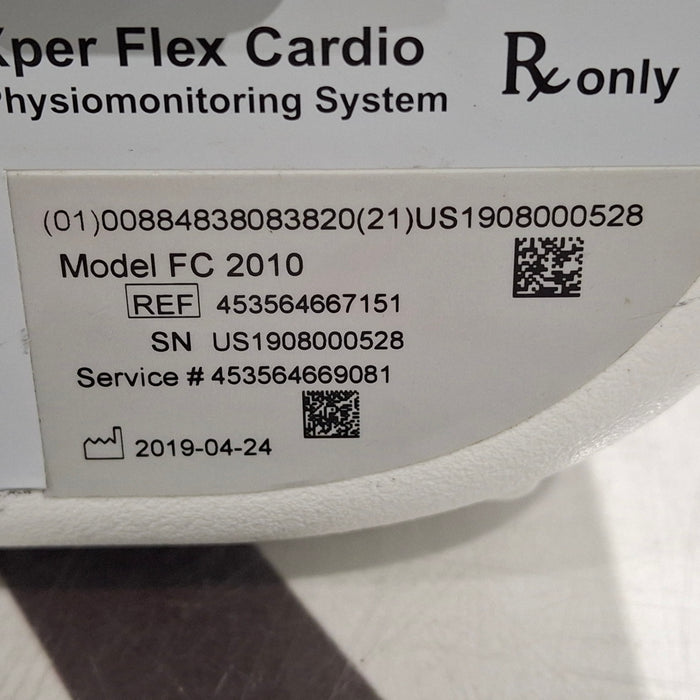 Xper Flex Cardio
Physiomonitoring System
Rx only
(01)00884838083820(21)US1908000528
Model FC 2010
REF 453564667151
SN US1908000528
Service # 453564669081
2019-04-24